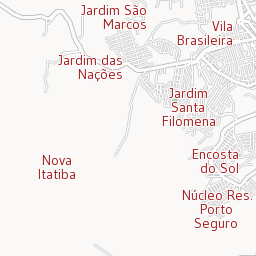 Jardim São
Marcos
Vila
Brasileira
Jardim das
Nações
Jardim
Santa
Filomena
Encosta
do Sol
Nova
Itatiba
Núcleo Res.
Porto
Seguro